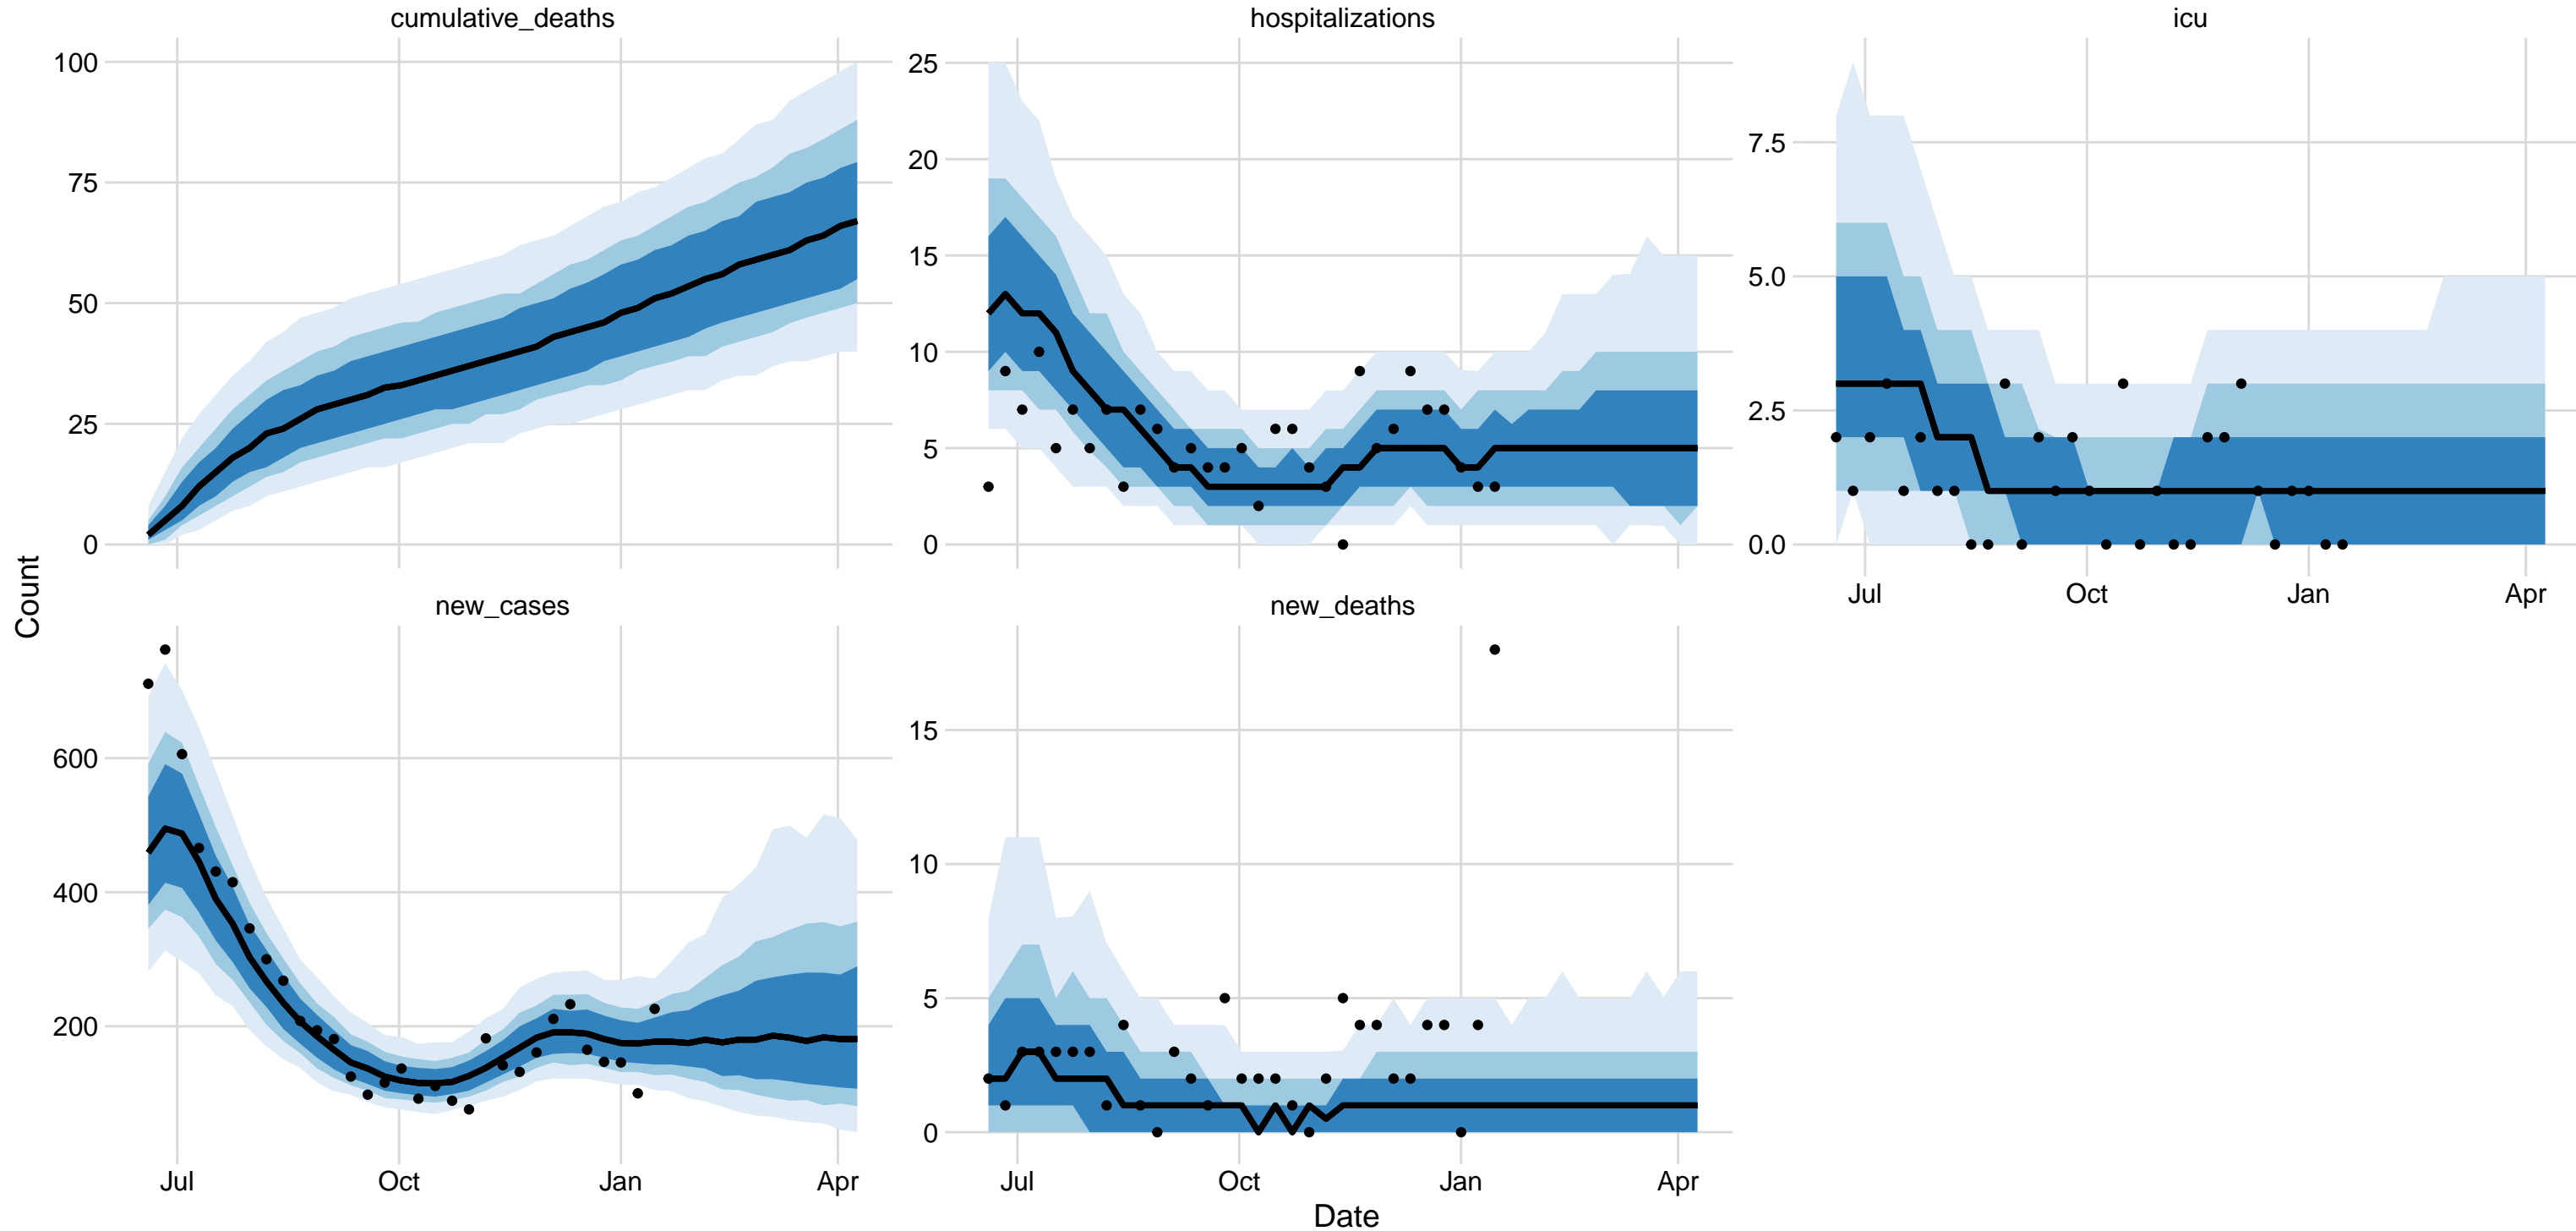 cumulative_deaths
hospitalizations
icu
100
75
50
25
0
25
20
15
10
5
0
7.5
5.0
2.5
0.0
Jul Oct Jan Apr
Count
new_cases
new_deaths
600
400
200
15
10
5
0
Jul Oct Jan Apr
Jul Oct Jan Apr
Date